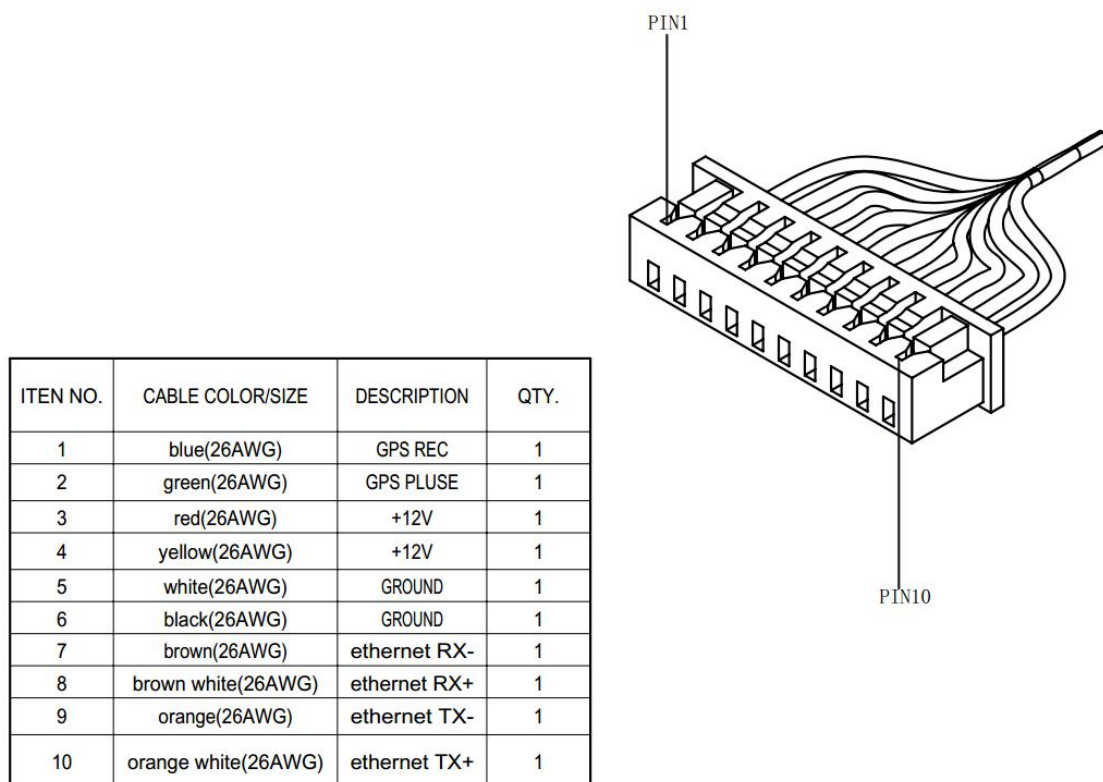 PIN1
ITEN NO. CABLE COLOR/SIZE DESCRIPTION QTY.
1 blue(26AWG) GPS REC 1
2 green(26AWG) GPS PLUSE 1
3 red(26AWG) +12V 1
4 yellow(26AWG) +12V 1
5 white(26AWG) GROUND 1
6 black(26AWG) GROUND 1
7 brown(26AWG) ethernet RX- 1
8 brown white(26AWG) ethernet RX+ 1
9 orange(26AWG) ethernet TX- 1
10 orange white(26AWG) ethernet TX+ 1
PIN10